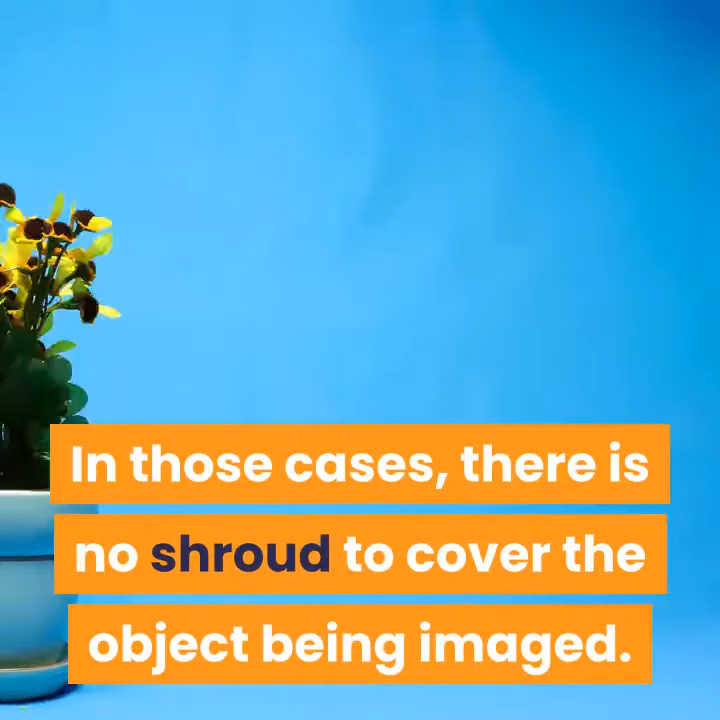 In those cases, there is
no shroud to cover the
object being imaged.